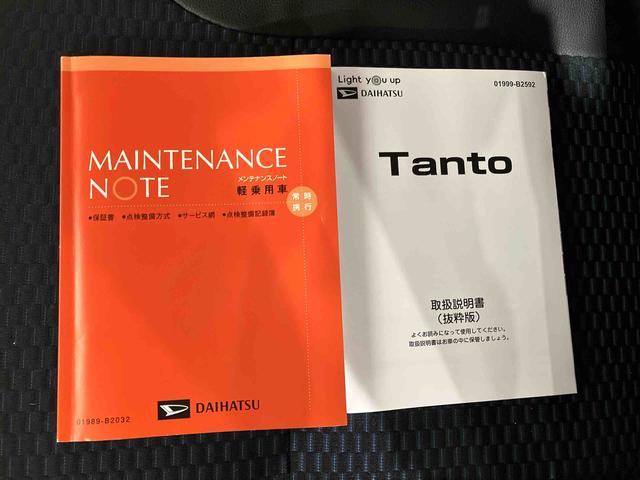 MAINTENANCE
NOTE
メンテナンスノート
軽乗用車
常時
携行
●保証書 ●点検整備方式 ●サービス網 ●点検整備記録簿
DAIHATSU
01989-B2032
Light you up
DAIHATSU
01999-B2592
Tanto
取扱説明書
(抜粋版)
よくお読みになって使用してください。
取扱説明書はお車の中に保管しましょう。